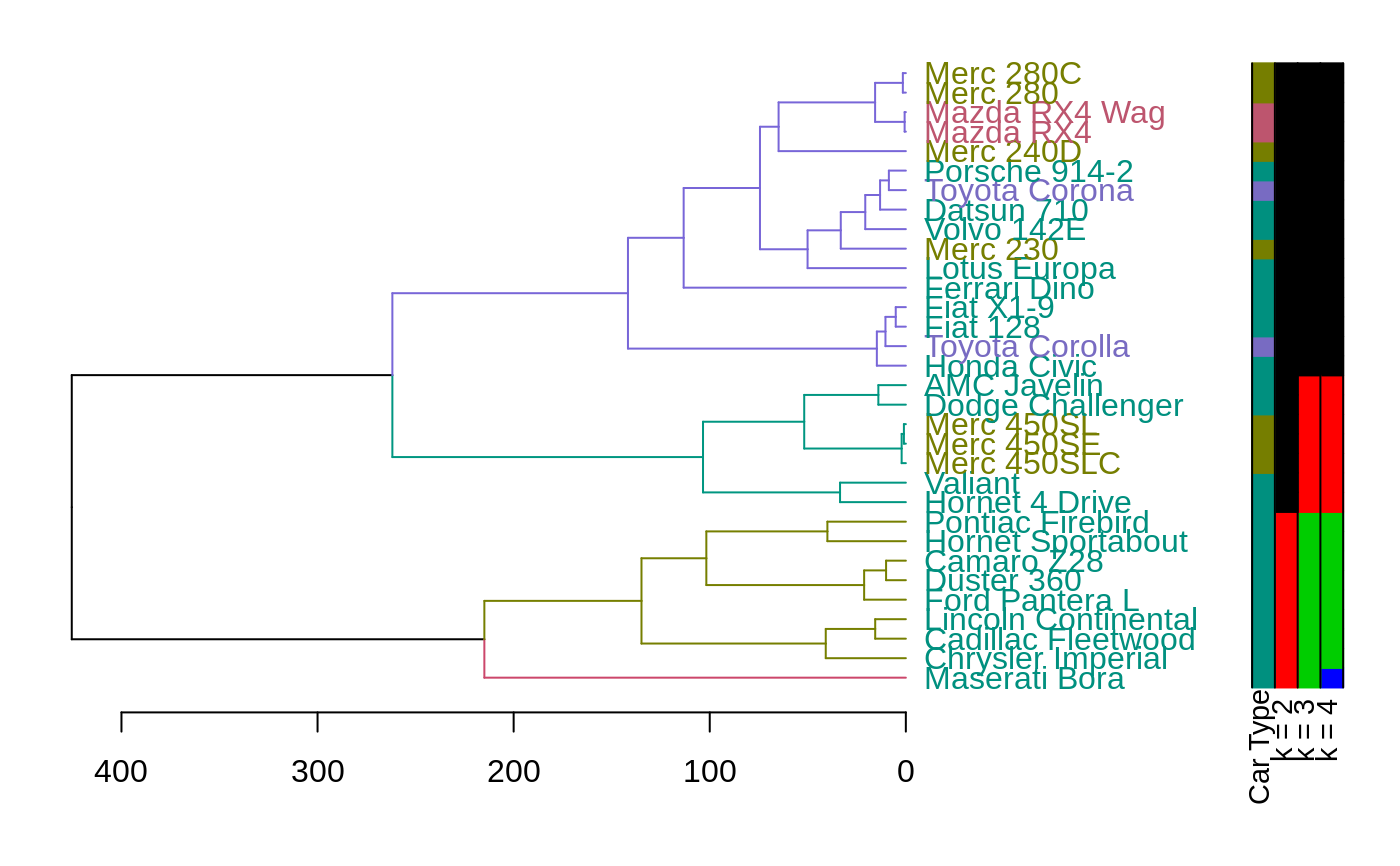 Merc 280C
Merc 280
Mazda RX4 Wag
Mazda RX4
Merc 240D
Porsche 914-2
Toyota Corona
Datsun 710
Volvo 142E
Merc 230
Lotus Europa
Ferrari Dino
Fiat X1-9
Fiat 128
Toyota Corolla
Honda Civic
AMC Javelin
Dodge Challenger
Merc 450SL
Merc 450SE
Merc 450SLC
Valiant
Hornet 4 Drive
Pontiac Firebird
Hornet Sportabout
Camaro Z28
Duster 360
Ford Pantera L
Lincoln Continental
Cadillac Fleetwood
Chrysler Imperial
Maserati Bora
400 300 200 100 0
Car Type
k = 2
k = 3
k = 4